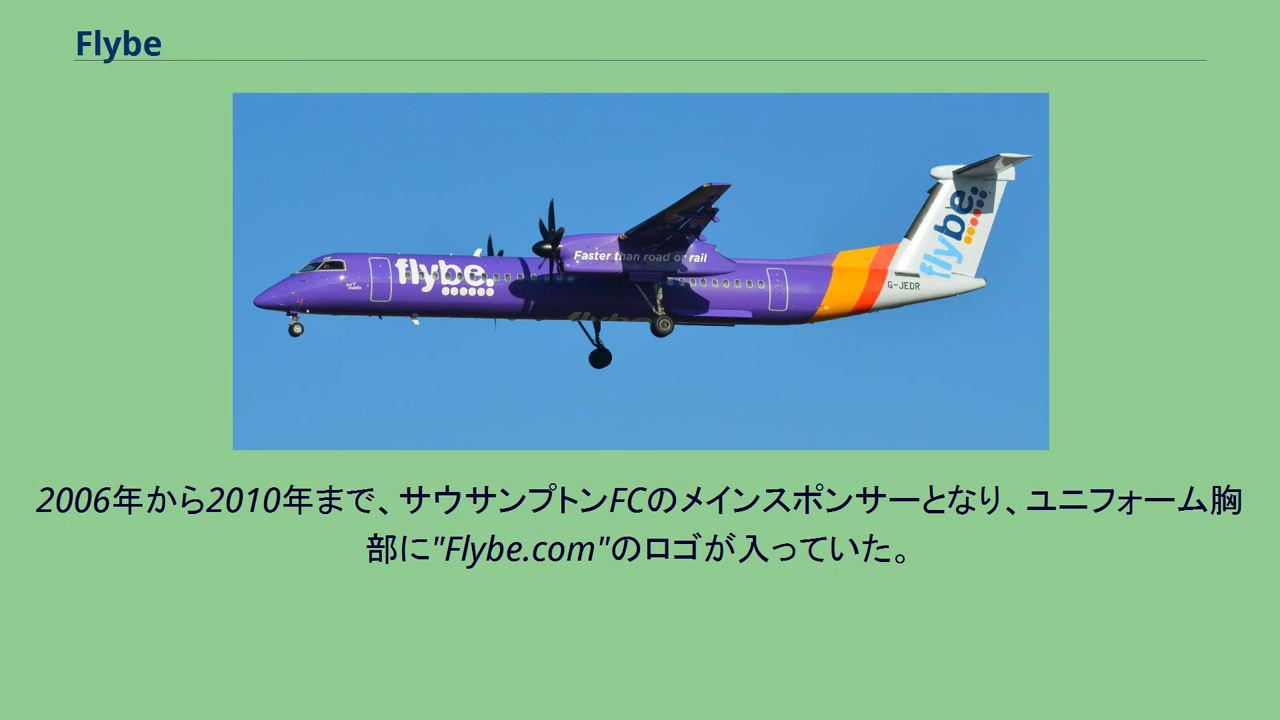 Flybe
flybe.
Faster than road or rail
flybe
G-JEDR
2006年から2010年まで、サウサンプトンFCのメインスポンサーとなり、ユニフォーム胸
部に"Flybe.com"のロゴが入っていた。